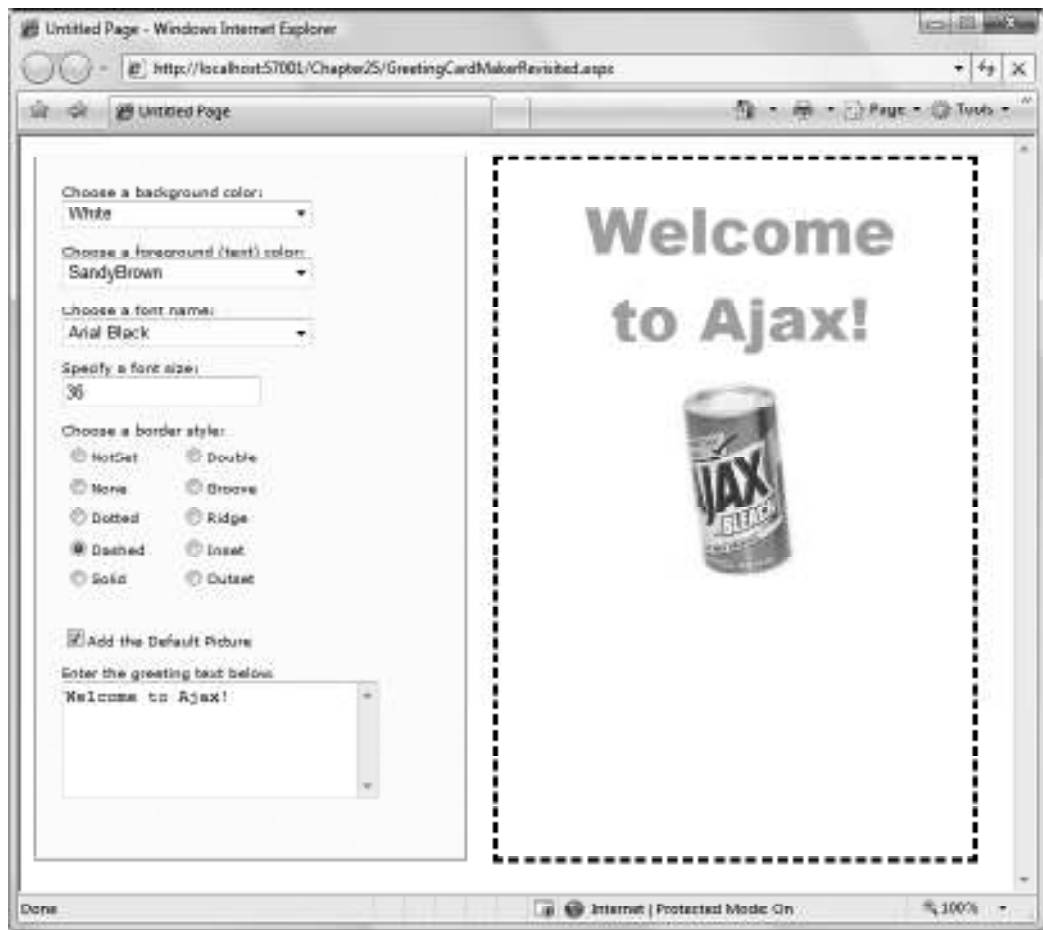 Untitled Page - Windows Internet Explorer
http://localhost:57001/Chapter25/GreetingCardMakerRevisited.aspx
Untitled Page
Page
Tools
Choose a background color:
White
Choose a foreground (text) color:
SandyBrown
Choose a font name:
Arial Black
Specify a font size:
36
Choose a border style:
NotSet Double
None Groove
Dotted Ridge
Dashed Inset
Solid Outset
Add the Default Picture
Enter the greeting text below:
Welcome to Ajax!
Welcome
to Ajax!
AJAX
BLEACH
Done
Internet | Protected Mode: On
100%